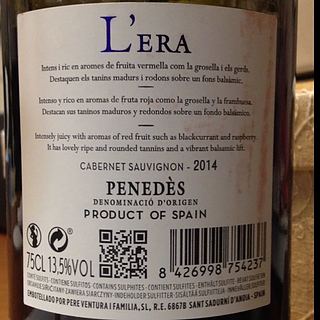 L'ERA
Intens i ric en aromes de fruita vermella com la grosella i els gerds.
Destaquen els tanins madurs i rodons sobre un fons balsàmic.
Intenso y rico en aromas de fruta roja como la grosella y la frambuesa.
Destacan sus taninos maduros y redondos sobre un fondo balsámico.
Intensely juicy with aromas of red fruit such as blackcurrant and raspberry.
It has lovely ripe and rounded tannins and a vibrant balsamic lift.
CABERNET SAUVIGNON - 2014
PENEDÈS
DENOMINACIÓ D'ORIGEN
PRODUCT OF SPAIN
75CL 13,5%VOL
8 426998 754237
EMBOTELLADO POR PERE VENTURA I FAMILIA, SL, R.E. 68678 SANT SADURNÍ D'ANOIA - SPAIN